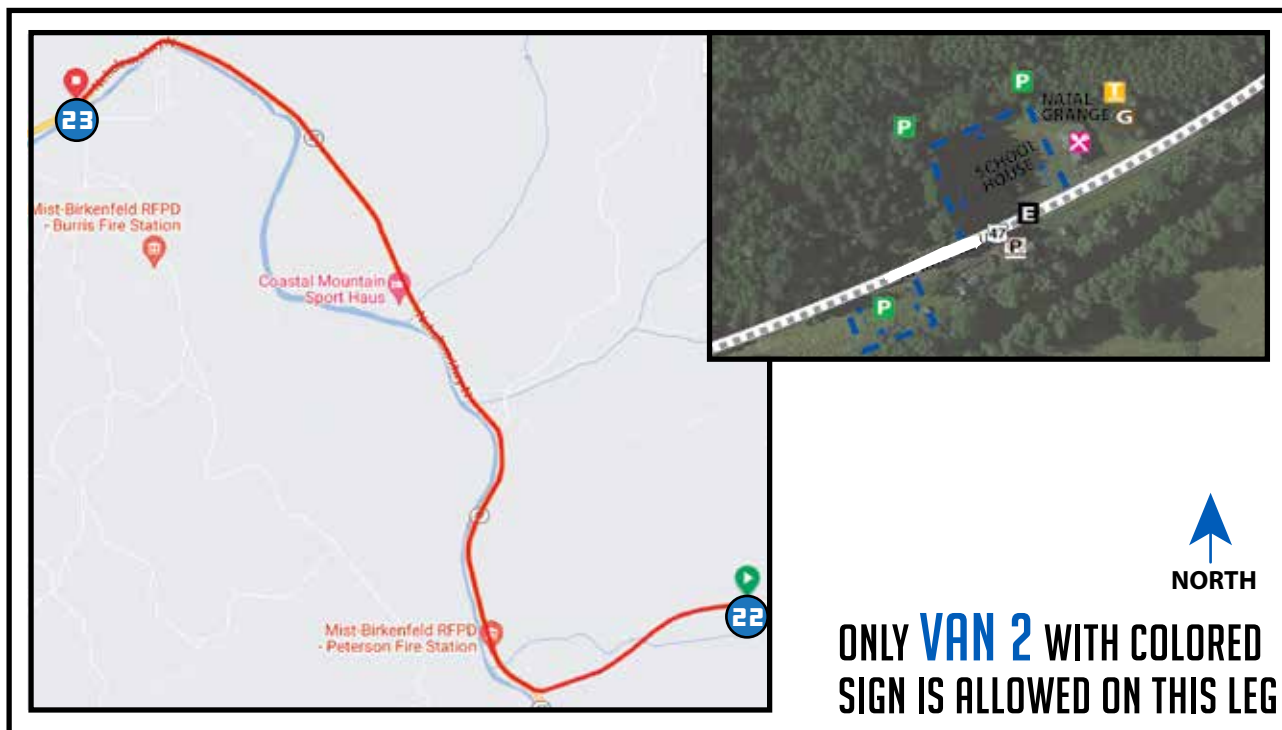 23
Mist-Birkenfeld RFPD
- Burris Fire Station
Coastal Mountain
Sport Haus
Mist-Birkenfeld RFPD
- Peterson Fire Station
22
P
P
NATAL
GRANGE
T
G
SCHOOL
HOUSE
E
47
P
P
NORTH
ONLY VAN 2 WITH COLORED
SIGN IS ALLOWED ON THIS LEG